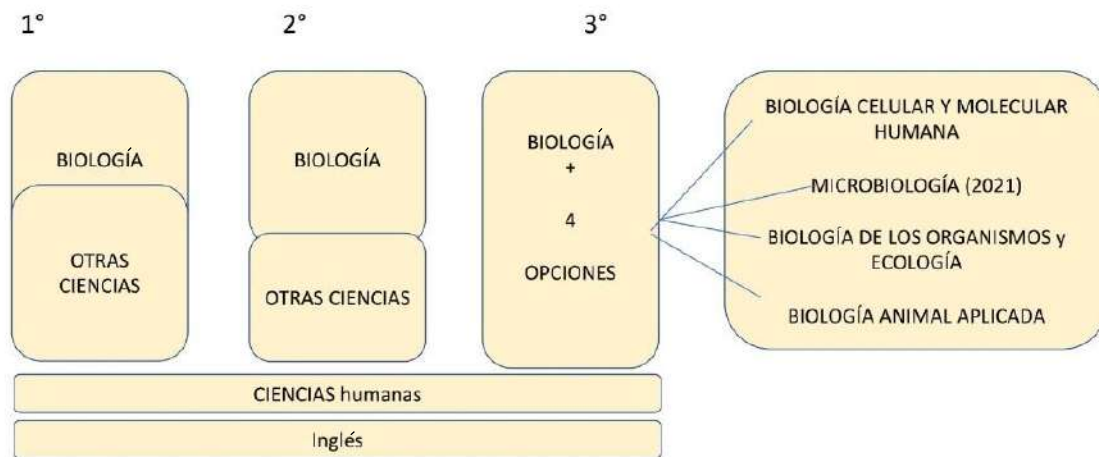 1°
2°
3°
BIOLOGÍA
OTRAS
CIENCIAS
BIOLOGÍA
OTRAS CIENCIAS
BIOLOGÍA
+
4
OPCIONES
BIOLOGÍA CELULAR Y MOLECULAR
HUMANA
MICROBIOLOGÍA (2021)
BIOLOGÍA DE LOS ORGANISMOS y
ECOLOGÍA
BIOLOGÍA ANIMAL APLICADA
CIENCIAS humanas
Inglés